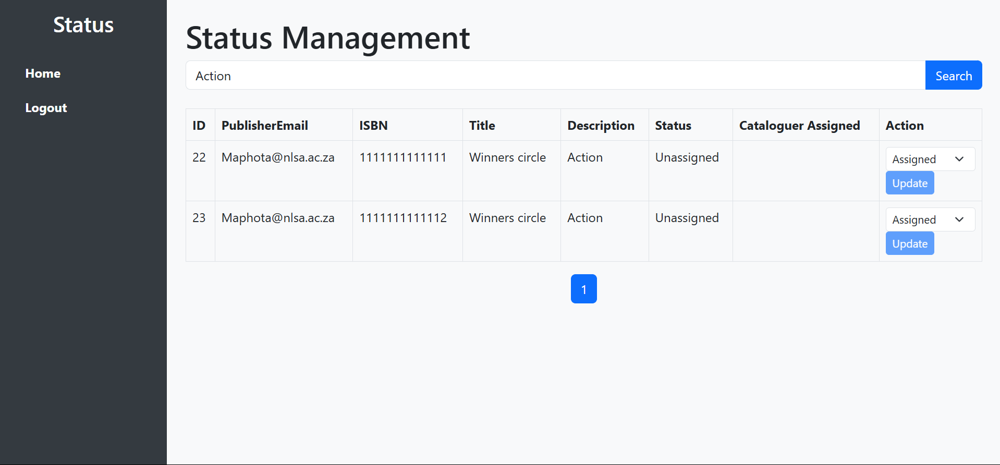 Status
Home
Logout
Status Management
Action
Search
ID PublisherEmail ISBN Title Description Status Cataloguer Assigned Action
22 Maphota@nlsa.ac.za 1111111111111 Winners circle Action Unassigned Assigned
Update
23 Maphota@nlsa.ac.za 1111111111112 Winners circle Action Unassigned Assigned
Update
1